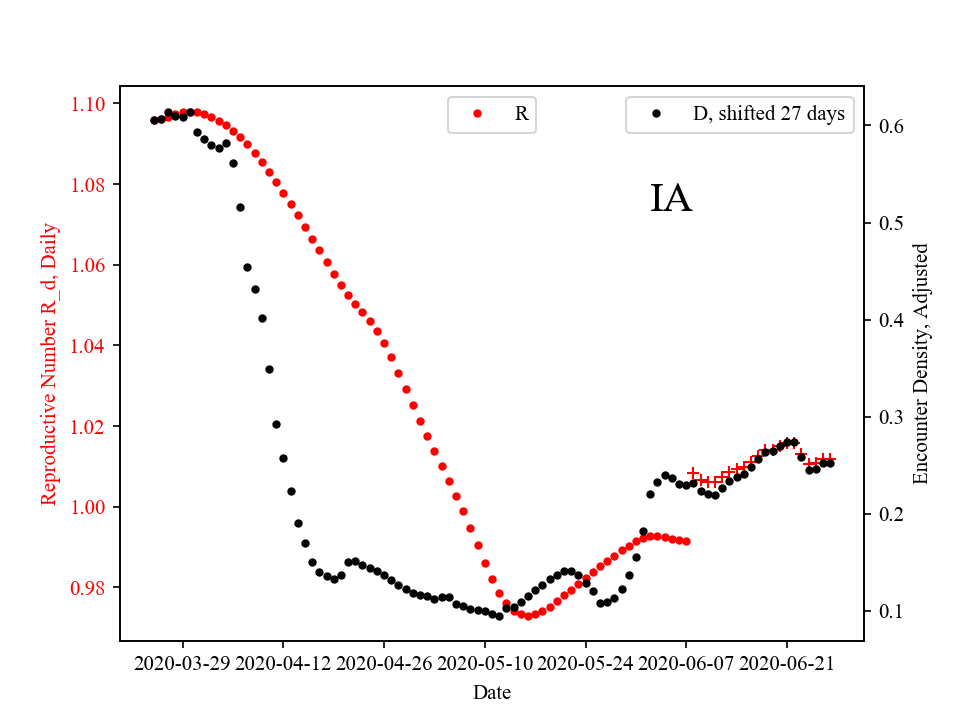 R
D, shifted 27 days
IA
Reproductive Number R_d, Daily
1.10
1.08
1.06
1.04
1.02
1.00
0.98
0.6
0.5
0.4
0.3
0.2
0.1
Encounter Density, Adjusted
2020-03-29 2020-04-12 2020-04-26 2020-05-10 2020-05-24 2020-06-07 2020-06-21
Date